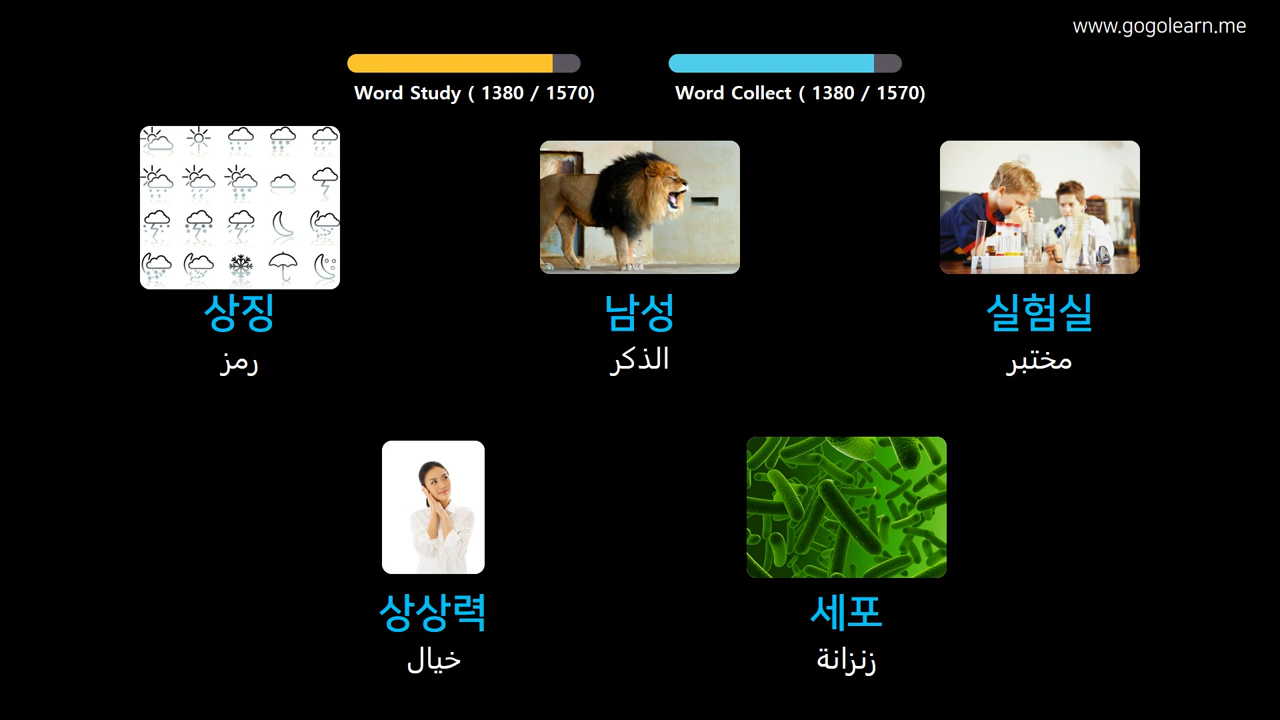 www.gogolearn.me
Word Study ( 1380 / 1570)
Word Collect ( 1380 / 1570)
상징
رمز
남성
الذكر
실험실
مختبر
상상력
خيال
세포
زنزانة